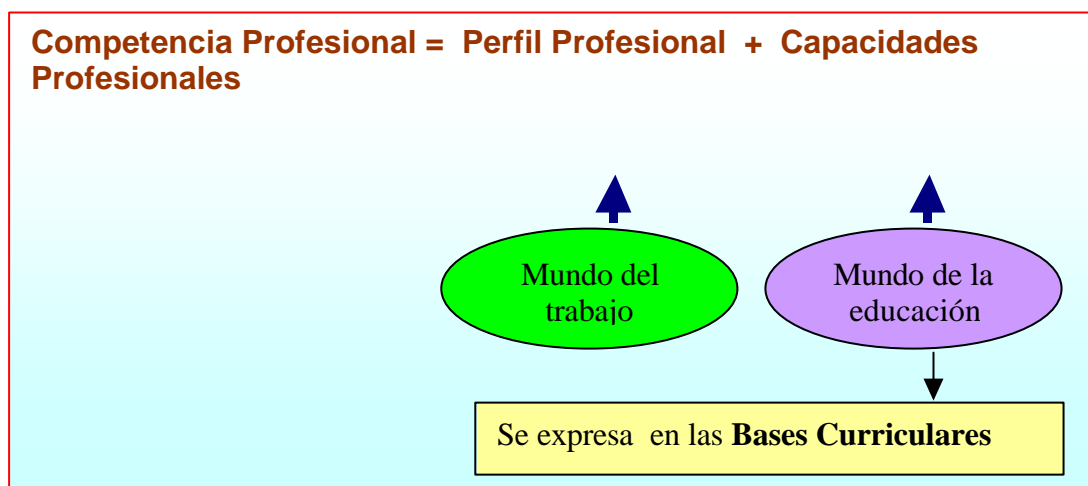 Competencia Profesional = Perfil Profesional + Capacidades
Profesionales
Mundo del
trabajo
Mundo de la
educación
Se expresa en las Bases Curriculares